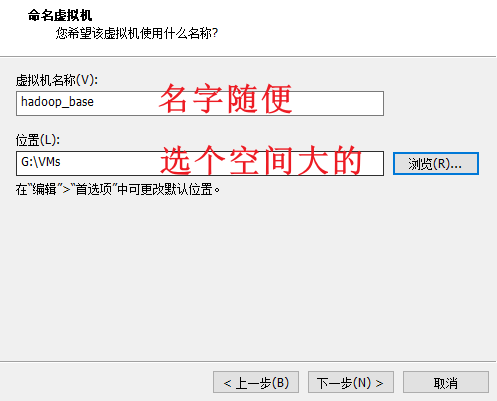 命名虚拟机
您希望该虚拟机使用什么名称?
虚拟机名称(V):
hadoop_base 名字随便
位置(L):
G:\VMs 选个空间大的 浏览(R)...
在"编辑">"首选项"中可更改默认位置。
< 上一步(B) 下一步(N) > 取消